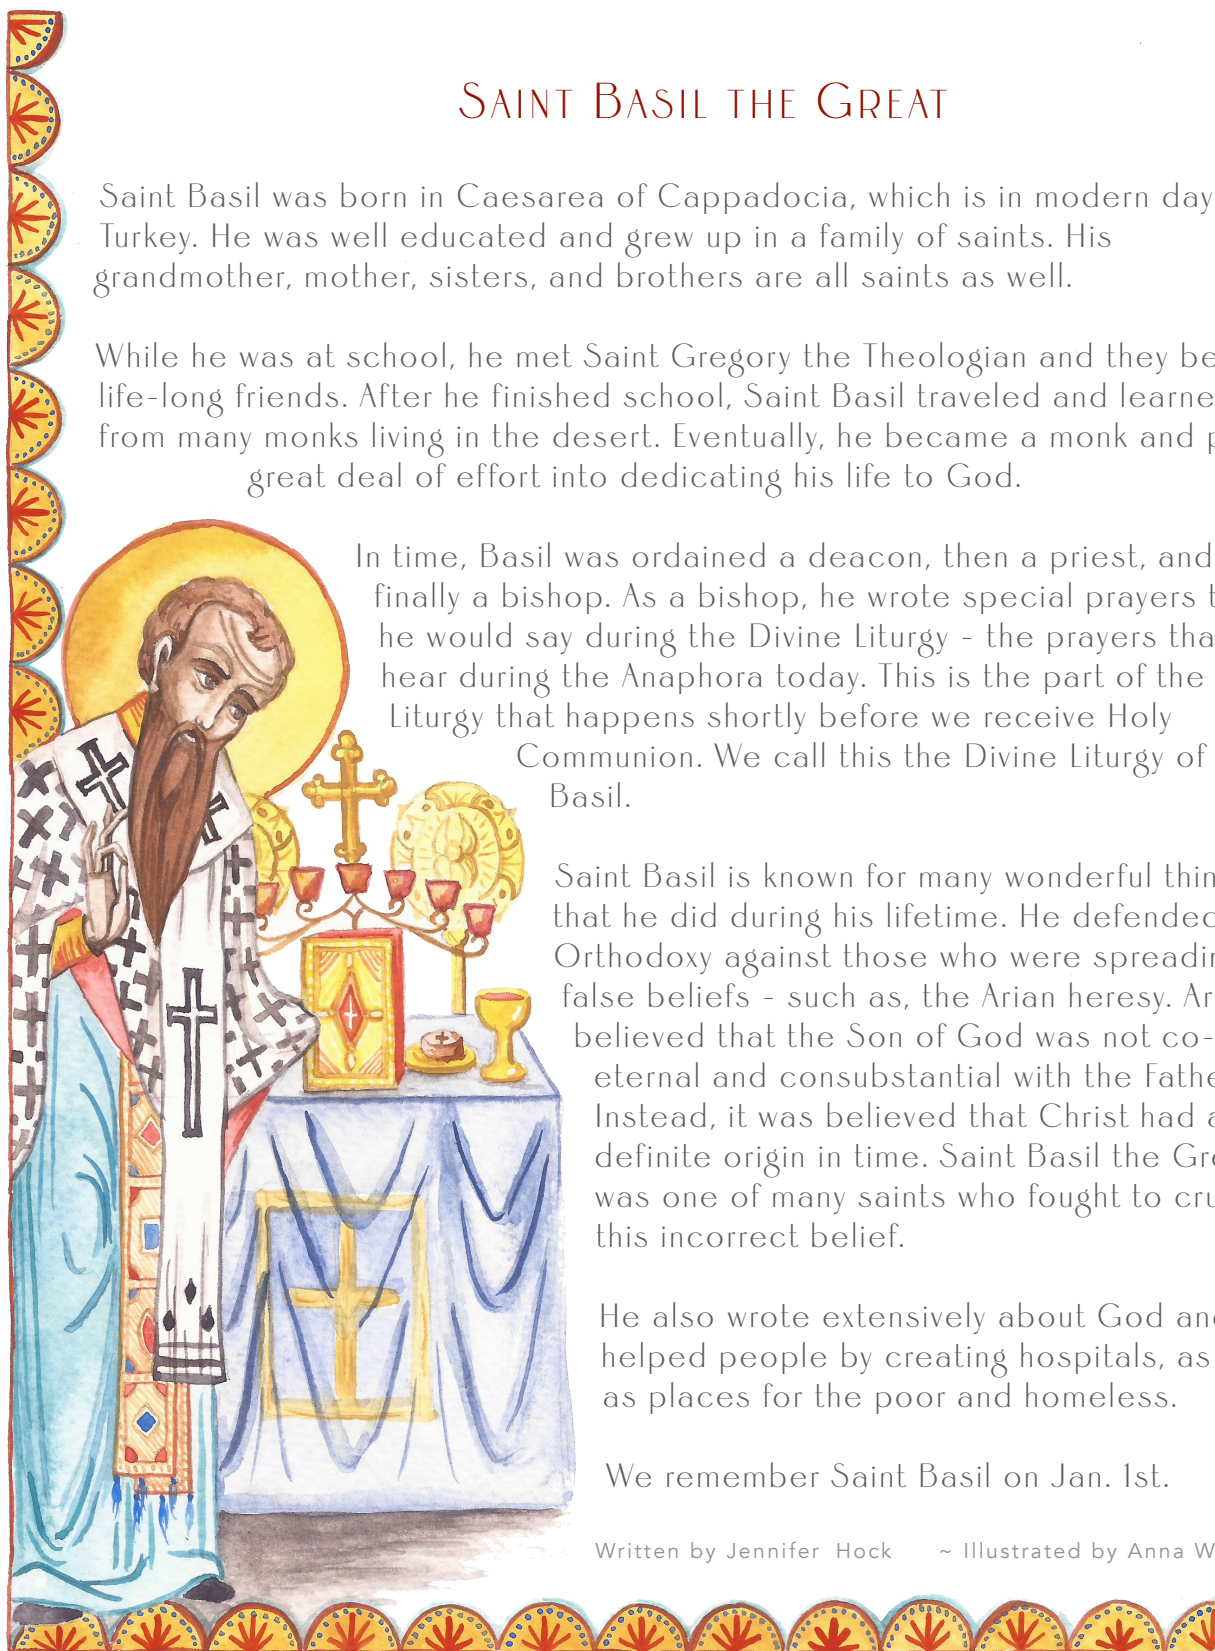 Saint Basil the Great
Saint Basil was born in Caesarea of Cappadocia, which is in modern day
Turkey. He was well educated and grew up in a family of saints. His
grandmother, mother, sisters, and brothers are all saints as well.
While he was at school, he met Saint Gregory the Theologian and they
life-long friends. After he finished school, Saint Basil traveled and
from many monks living in the desert. Eventually, he became a monk and
great deal of effort into dedicating his life to God.
In time, Basil was ordained a deacon, then a priest, and
finally a bishop. As a bishop, he wrote special prayers
he would say during the Divine Liturgy - the prayers
hear during the Anaphora today. This is the part of the
Liturgy that happens shortly before we receive Holy
Communion. We call this the Divine Liturgy of
Basil.
Saint Basil is known for many wonderful
that he did during his lifetime. He defended
Orthodoxy against those who were
false beliefs - such as, the Arian heresy.
believed that the Son of God was not co-
eternal and consubstantial with the
Instead, it was believed that Christ had a
definite origin in time. Saint Basil the
was one of many saints who fought to
this incorrect belief.
He also wrote extensively about God and
helped people by creating hospitals, as
as places for the poor and homeless.
We remember Saint Basil on Jan. 1st.
Written by Jennifer Hock ~ Illustrated by Anna